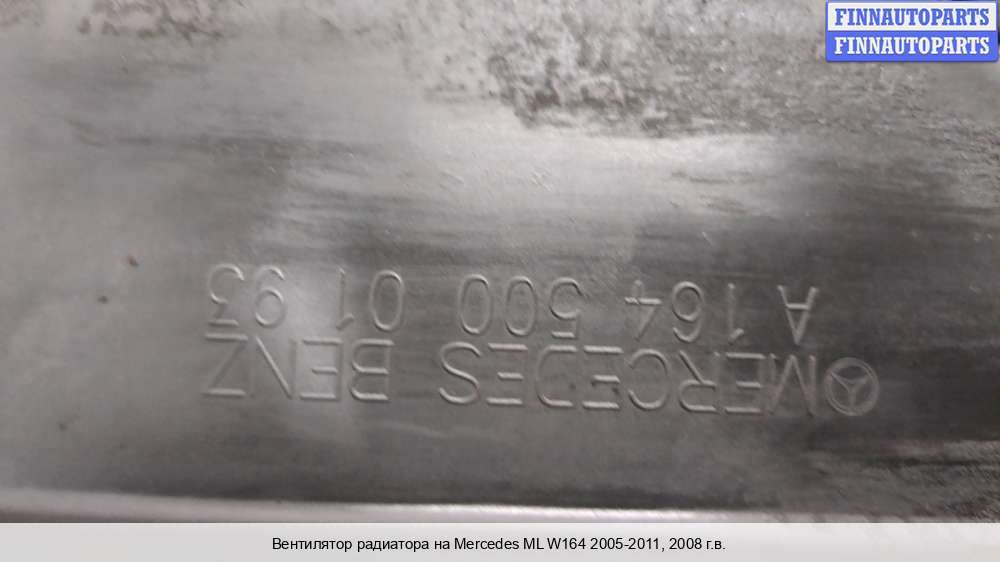 FINNAUTOPARTS
FINNAUTOPARTS
MERCEDES BENZ
A 164 500 01 93
Вентилятор радиатора на Mercedes ML W164 2005-2011, 2008 г.в.